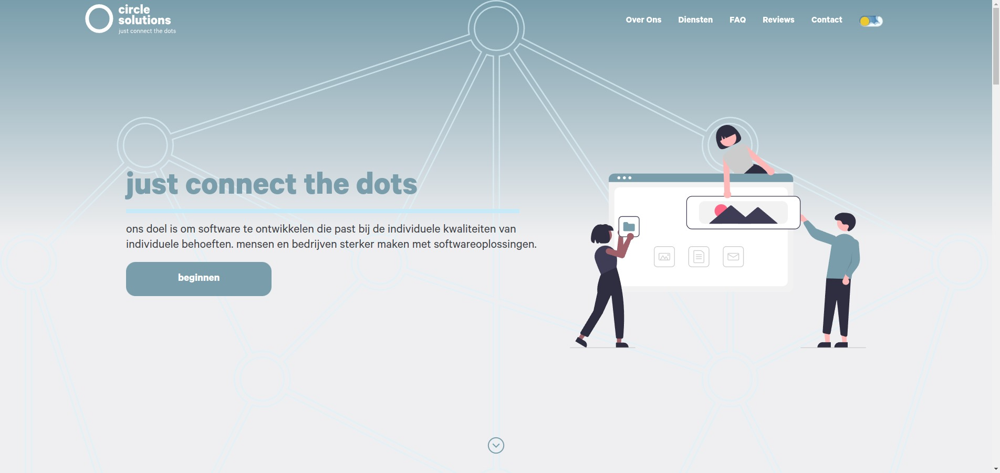 circle
solutions
just connect the dots
Over Ons Diensten FAQ Reviews Contact
just connect the dots
ons doel is om software te ontwikkelen die past bij de individuele kwaliteiten van
individuele behoeften. mensen en bedrijven sterker maken met softwareoplossingen.
beginnen